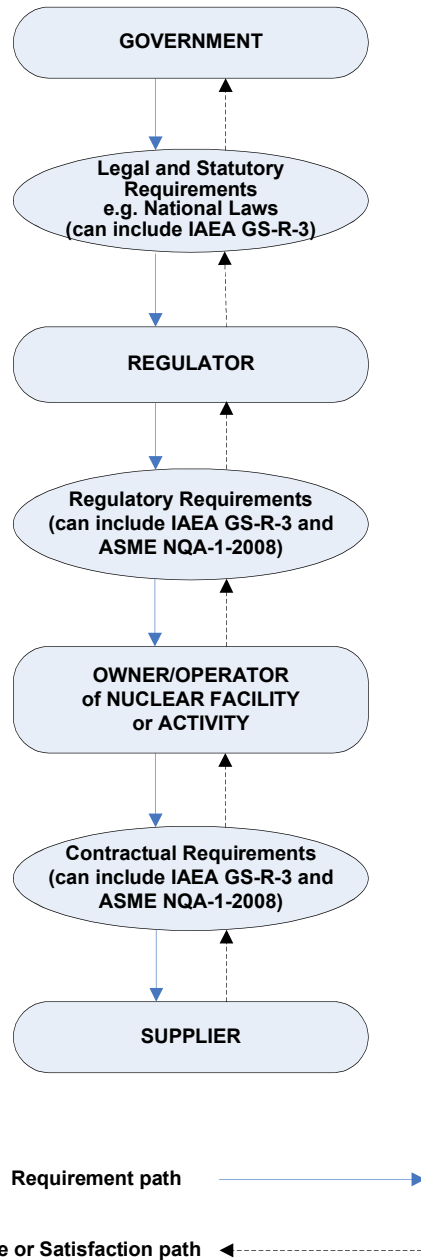 GOVERNMENT
Legal and Statutory
Requirements
e.g. National Laws
(can include IAEA GS-R-3)
REGULATOR
Regulatory Requirements
(can include IAEA GS-R-3 and
ASME NQA-1-2008)
OWNER/OPERATOR
of NUCLEAR FACILITY
or ACTIVITY
Contractual Requirements
(can include IAEA GS-R-3 and
ASME NQA-1-2008)
SUPPLIER
Requirement path
or Satisfaction path